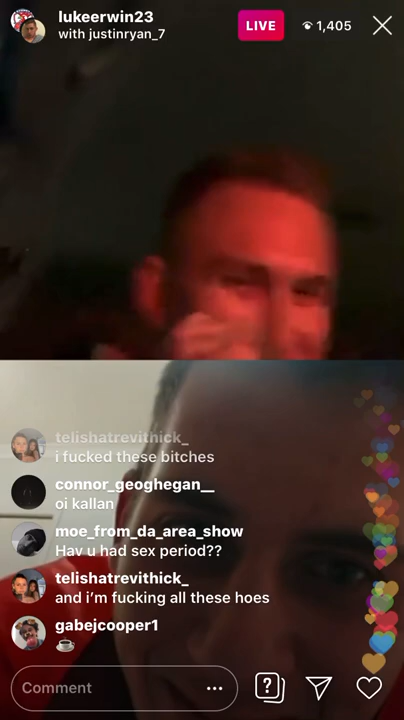 lukeerwin23
with justinryan_7
LIVE
1,405
telishatrevithick_
i fucked these bitches
connor_geoghegan__
oi kallan
moe_from_da_area_show
Hav u had sex period??
telishatrevithick_
and i’m fucking all these hoes
gabejcooper1
☕
Comment